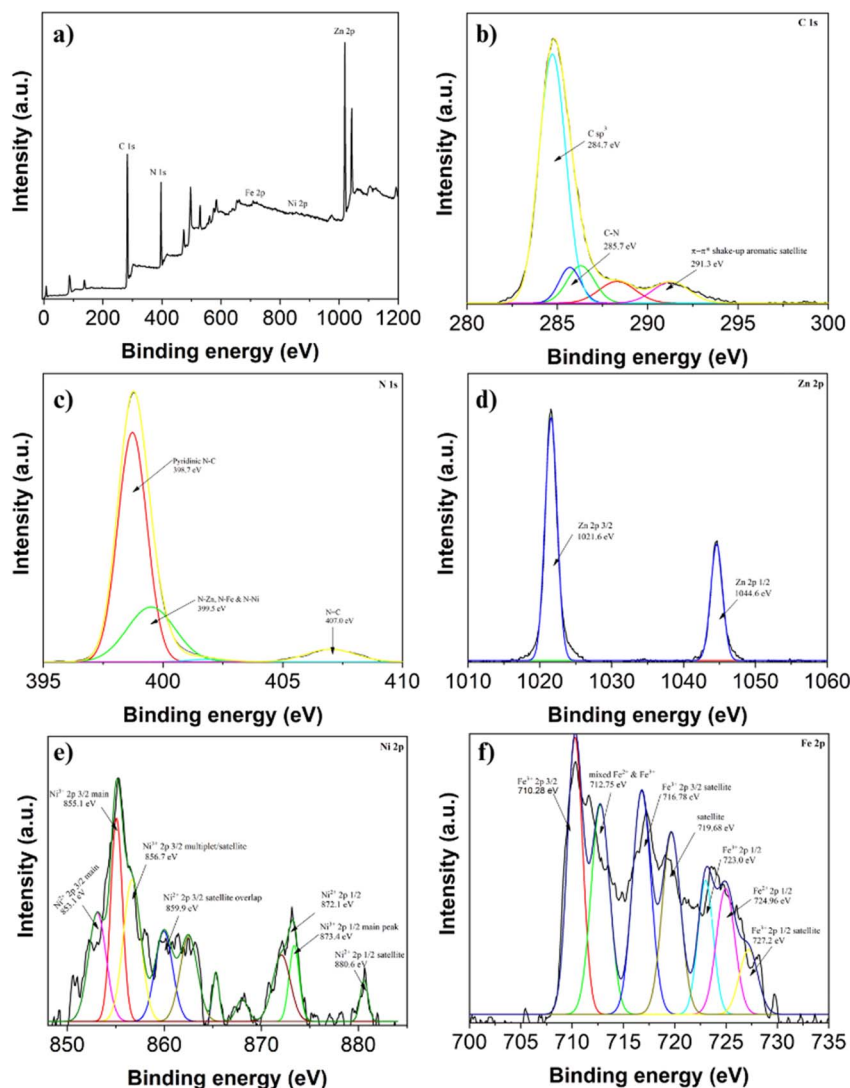 a)
Zn 2p
C 1s
N 1s
Fe 2p
Ni 2p
Intensity (a.u.)
0 200 400 600 800 1000 1200
Binding energy (eV)
b)
C 1s
C sp³
284.7 eV
C-N
285.7 eV
π−π* shake-up aromatic satellite
291.3 eV
Intensity (a.u.)
280 285 290 295 300
Binding energy (eV)
c)
N 1s
Pyridinic N-C
398.7 eV
N-Zn, N-Fe & N-Ni
399.5 eV
N=C
407.0 eV
Intensity (a.u.)
395 400 405 410
Binding energy (eV)
d)
Zn 2p
Zn 2p 3/2
1021.6 eV
Zn 2p 1/2
1044.6 eV
Intensity (a.u.)
1010 1020 1030 1040 1050 1060
Binding energy (eV)
e)
Ni 2p
Ni²⁺ 2p 3/2 main
853.1 eV
Ni³⁺ 2p 3/2 main
855.1 eV
Ni³⁺ 2p 3/2 multiplet/satellite
856.7 eV
Ni²⁺ 2p 3/2 satellite overlap
859.9 eV
Ni²⁺ 2p 1/2
872.1 eV
Ni³⁺ 2p 1/2 main peak
873.4 eV
2p 1/2 satellite
880.6 eV
Intensity (a.u.)
850 860 870 880
Binding energy (eV)
f)
Fe 2p
Fe³⁺ 2p 3/2
710.28 eV
mixed Fe²⁺ & Fe³⁺
712.75 eV
Fe³⁺ 2p 3/2 satellite
716.78 eV
satellite
719.68 eV
Fe³⁺ 2p 1/2
723.0 eV
Fe²⁺ 2p 1/2
724.96 eV
Fe³⁺ 2p 1/2 satellite
727.2 eV
Intensity (a.u.)
700 705 710 715 720 725 730 735
Binding energy (eV)